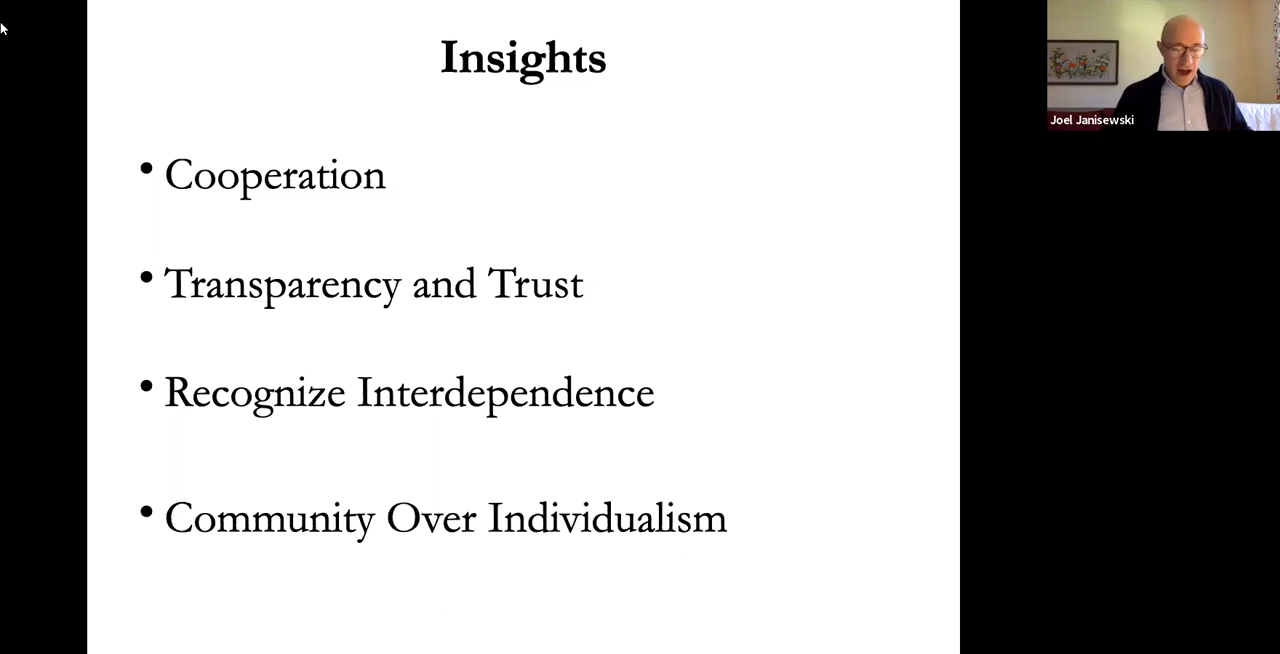 Insights
• Cooperation
• Transparency and Trust
• Recognize Interdependence
• Community Over Individualism
Joel Janisewski